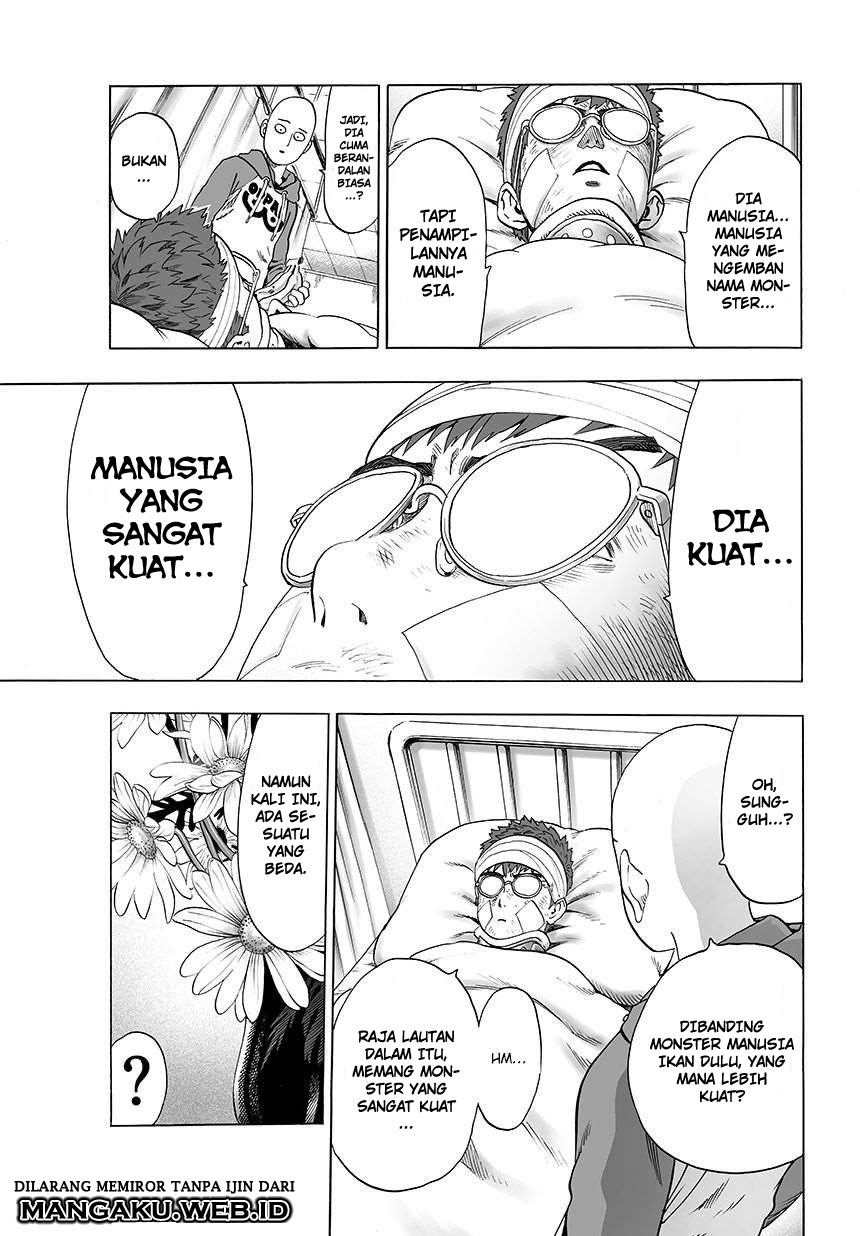 DIA
MANUSIA...
MANUSIA
YANG ME-
NGEMBAN
NAMA MON-
STER...
TAPI
PENAMPI-
LANNYA
MANU-
SIA.
JADI,
DIA
CUMA
BERAN-
DALAN
BIASA
...?
BUKAN
...
DIA
KUAT...
MANUSIA
YANG
SANGAT
KUAT...
OH,
SUNG-
GUH...?
DIBANDING
MONSTER MANUSIA
IKAN DULU, YANG
MANA LEBIH
KUAT?
HM...
RAJA LAUTAN
DALAM ITU,
MEMANG MON-
STER YANG
SANGAT KUAT
...
NAMUN
KALI INI,
ADA SE-
SUATU
YANG
BEDA.
?
DILARANG MEMIROR TANPA IJIN DARI
MANGAKU.WEB.ID